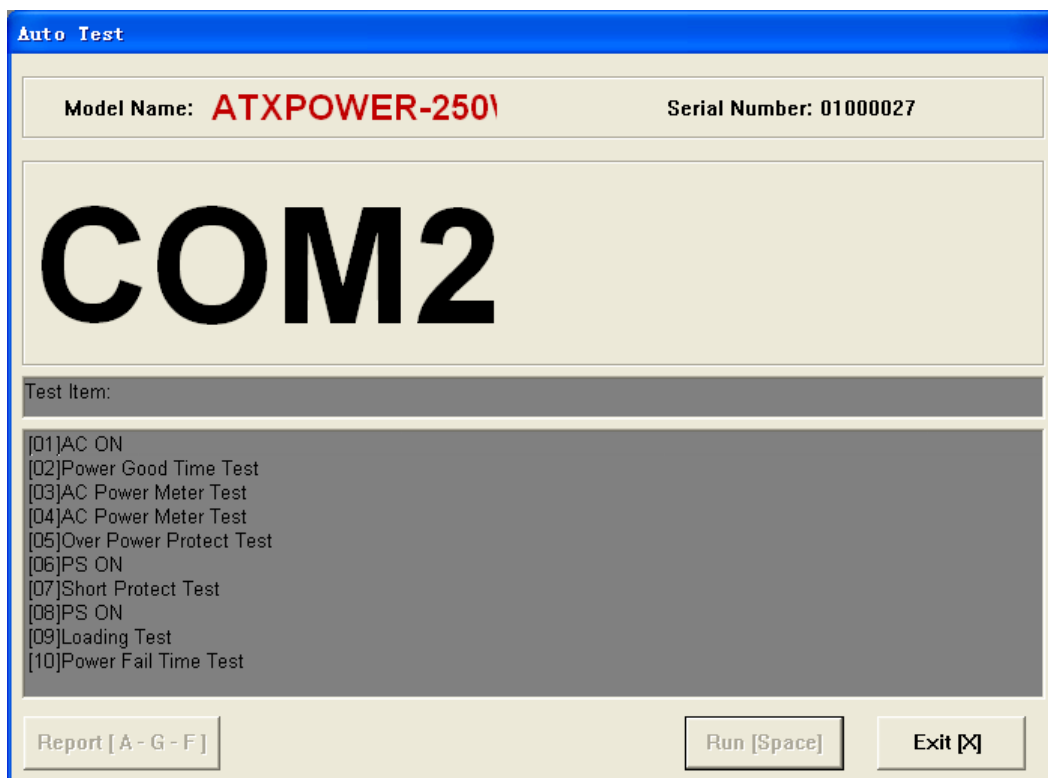 Auto Test
Model Name: ATXPOWER-250
Serial Number: 01000027
COM2
Test Item:
[01]AC ON
[02]Power Good Time Test
[03]AC Power Meter Test
[04]AC Power Meter Test
[05]Over Power Protect Test
[06]PS ON
[07]Short Protect Test
[08]PS ON
[09]Loading Test
[10]Power Fail Time Test
Report [ A - G - F ]
Run [Space]
Exit [X]